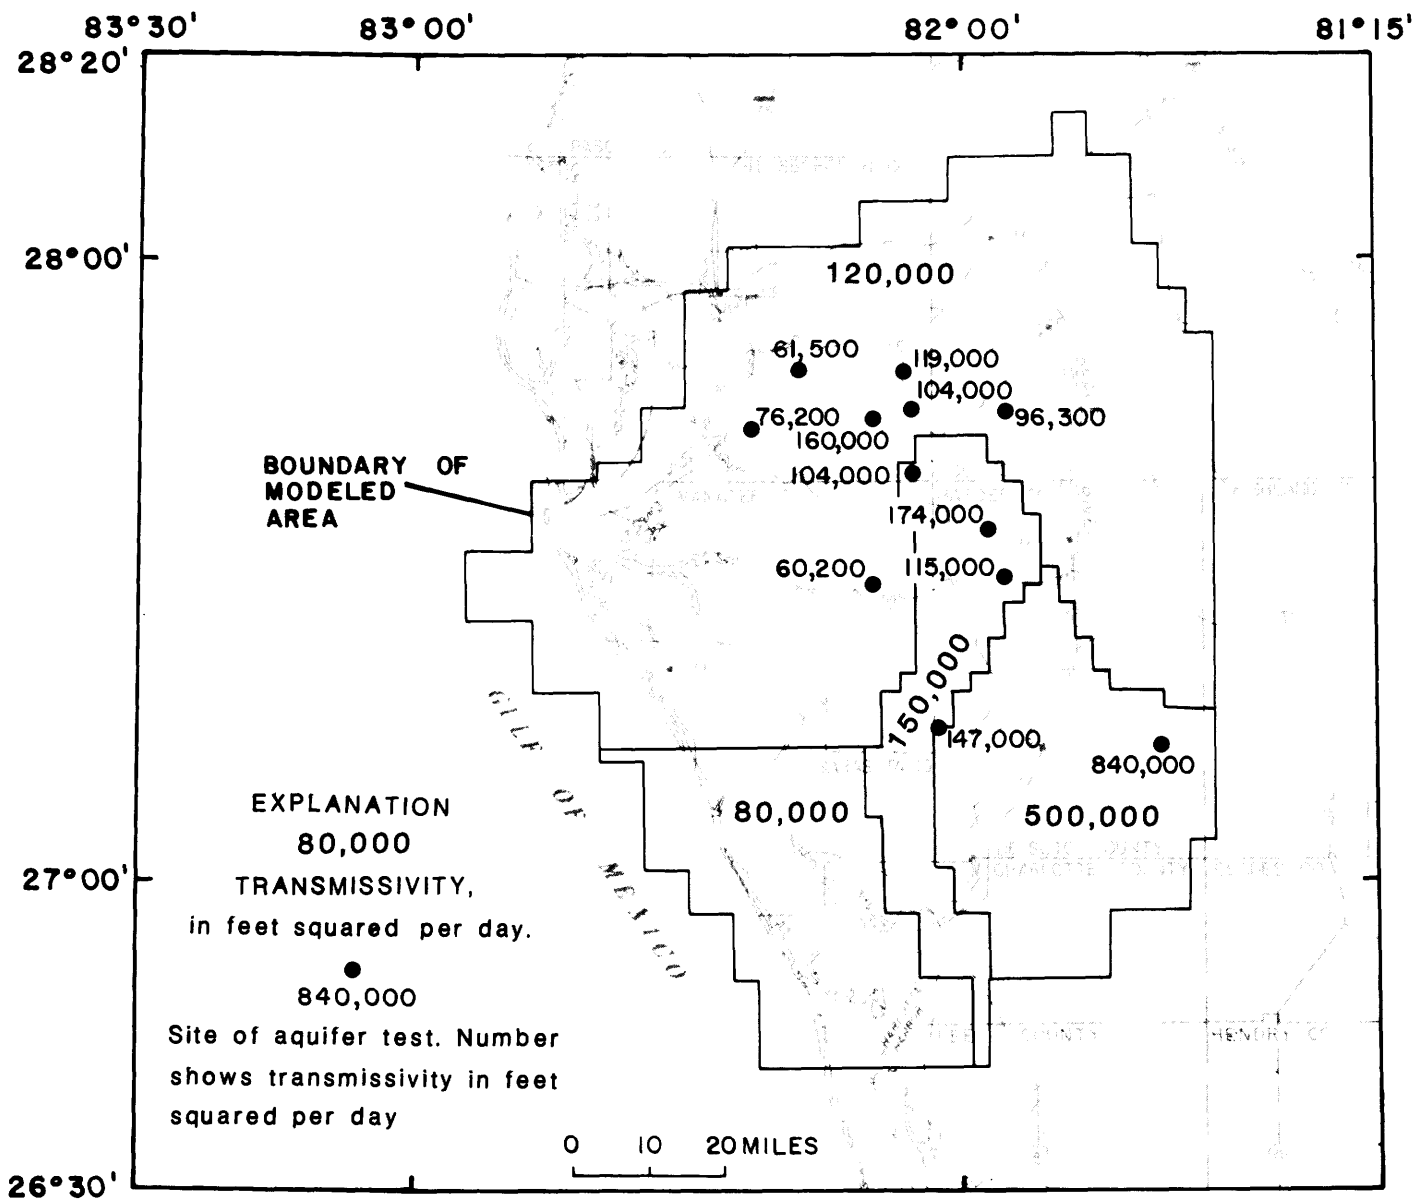 83°30' 83°00' 82°00' 81°15'
28°20'
28°00'
120,000
61,500
119,000
104,000
76,200
96,300
160,000
BOUNDARY OF
MODELED
AREA
104,000
174,000
60,200
115,000
150,000
147,000
840,000
80,000
500,000
GULF OF MEXICO
EXPLANATION
80,000
TRANSMISSIVITY,
in feet squared per day.
840,000
Site of aquifer test. Number
shows transmissivity in feet
squared per day
27°00'
COUNTY
HENDRY CO
0 10 20 MILES
26°30'